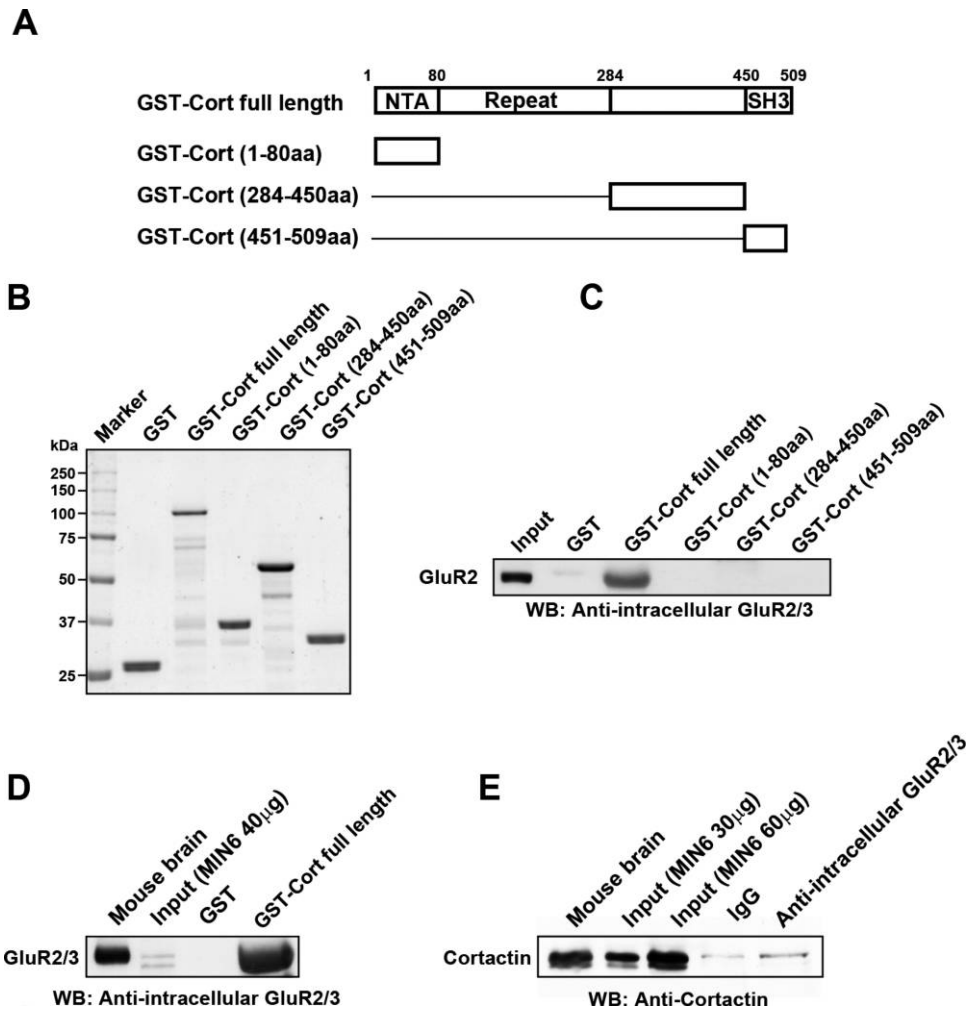 A
1 80 284 450 509
GST-Cort full length NTA Repeat SH3
GST-Cort (1-80aa)
GST-Cort (284-450aa)
GST-Cort (451-509aa)
B
kDa
Marker
GST
GST-Cort full length
GST-Cort (1-80aa)
GST-Cort (284-450aa)
GST-Cort (451-509aa)
250
150
100
75
50
37
25
C
Input
GST
GST-Cort full length
GST-Cort (1-80aa)
GST-Cort (284-450aa)
GST-Cort (451-509aa)
GluR2
WB: Anti-intracellular GluR2/3
D
Mouse brain
Input (MIN6 40μg)
GST
GST-Cort full length
GluR2/3
WB: Anti-intracellular GluR2/3
E
Mouse brain
Input (MIN6 30μg)
Input (MIN6 60μg)
IgG
Anti-intracellular GluR2/3
Cortactin
WB: Anti-Cortactin